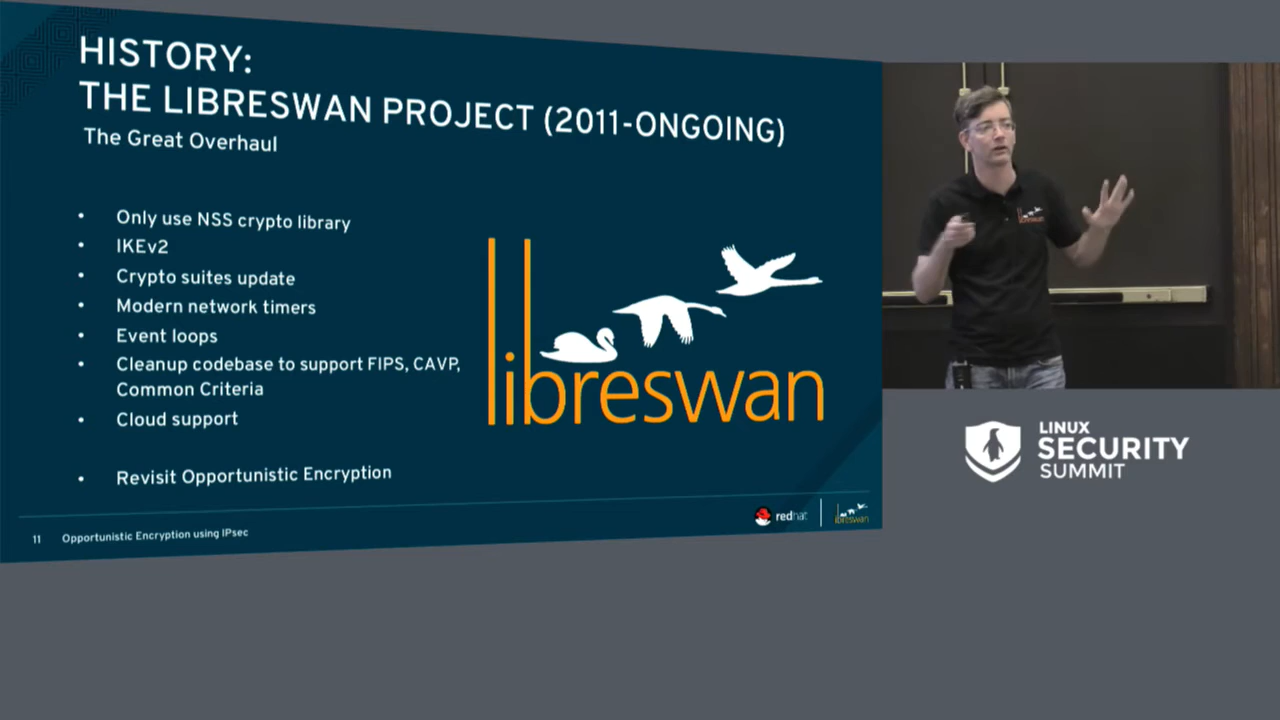 HISTORY:
THE LIBRESWAN PROJECT (2011-ONGOING)
The Great Overhaul
• Only use NSS crypto library
• IKEv2
• Crypto suites update
• Modern network timers
• Event loops
• Cleanup codebase to support FIPS, CAVP,
Common Criteria
• Cloud support
• Revisit Opportunistic Encryption
libreswan
11 Opportunistic Encryption using IPsec
redhat
libreswan
LINUX
SECURITY
SUMMIT